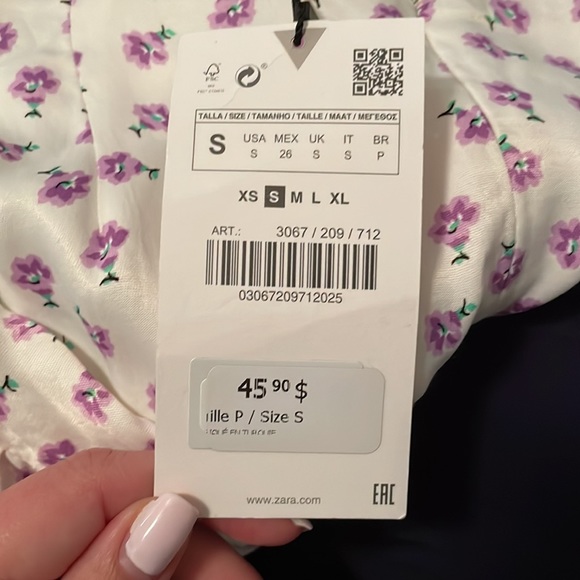 FSC
®
TALLA / SIZE / TAMANHO / TAILLE / MAAT / ΜΕΓΕΘΟΣ
S USA MEX UK IT BR
S 26 S S P
XS S M L XL
ART.: 3067 / 209 / 712
03067209712025
45 90 $
ille P / Size S
www.zara.com
EAC